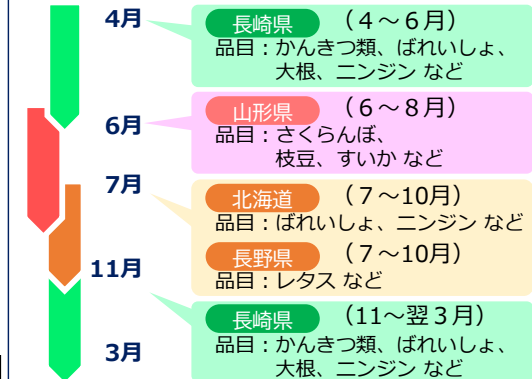 4月
長崎県 （４～６月）
品目：かんきつ類、ばれいしょ、
大根、ニンジン など
6月
山形県 （６～８月）
品目：さくらんぼ、
枝豆、すいか など
7月
北海道 （７～10月）
品目：ばれいしょ、ニンジン など
長野県 （７～10月）
品目：レタス など
11月
長崎県 （11～翌３月）
品目：かんきつ類、ばれいしょ、
大根、ニンジン など
3月